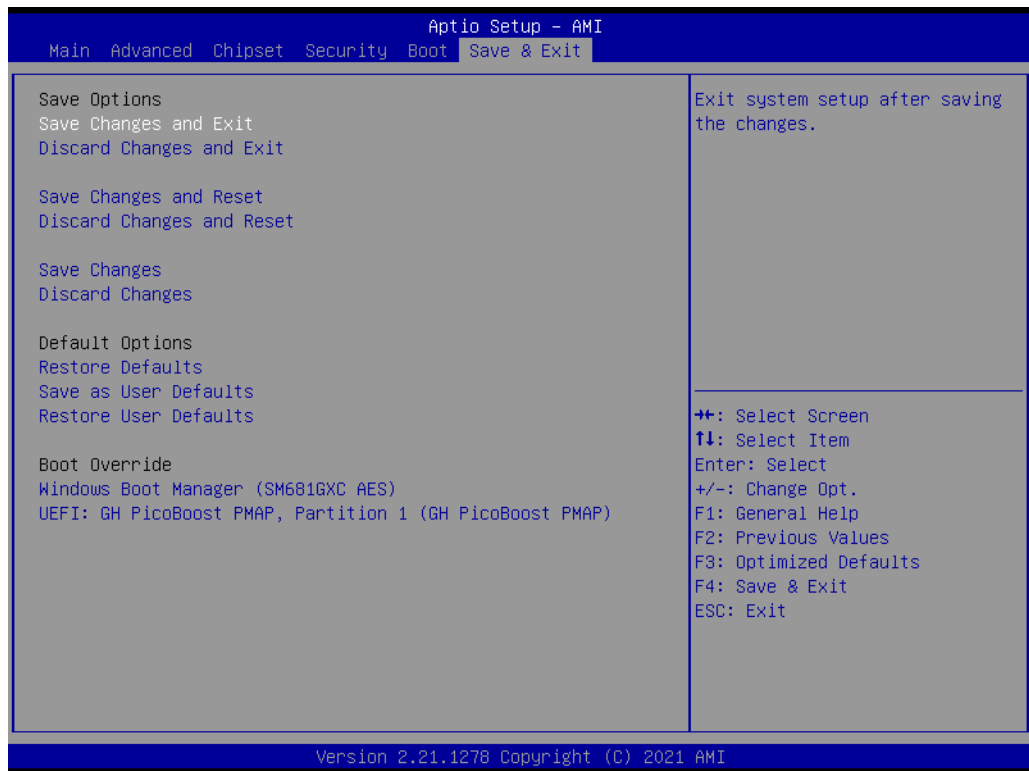 Aptio Setup – AMI
Main Advanced Chipset Security Boot Save & Exit
Save Options
Save Changes and Exit
Discard Changes and Exit
Save Changes and Reset
Discard Changes and Reset
Save Changes
Discard Changes
Default Options
Restore Defaults
Save as User Defaults
Restore User Defaults
Boot Override
Windows Boot Manager (SM681GXC AES)
UEFI: GH PicoBoost PMAP, Partition 1 (GH PicoBoost PMAP)
Exit system setup after saving
the changes.
→←: Select Screen
↑↓: Select Item
Enter: Select
+/-: Change Opt.
F1: General Help
F2: Previous Values
F3: Optimized Defaults
F4: Save & Exit
ESC: Exit
Version 2.21.1278 Copyright (C) 2021 AMI